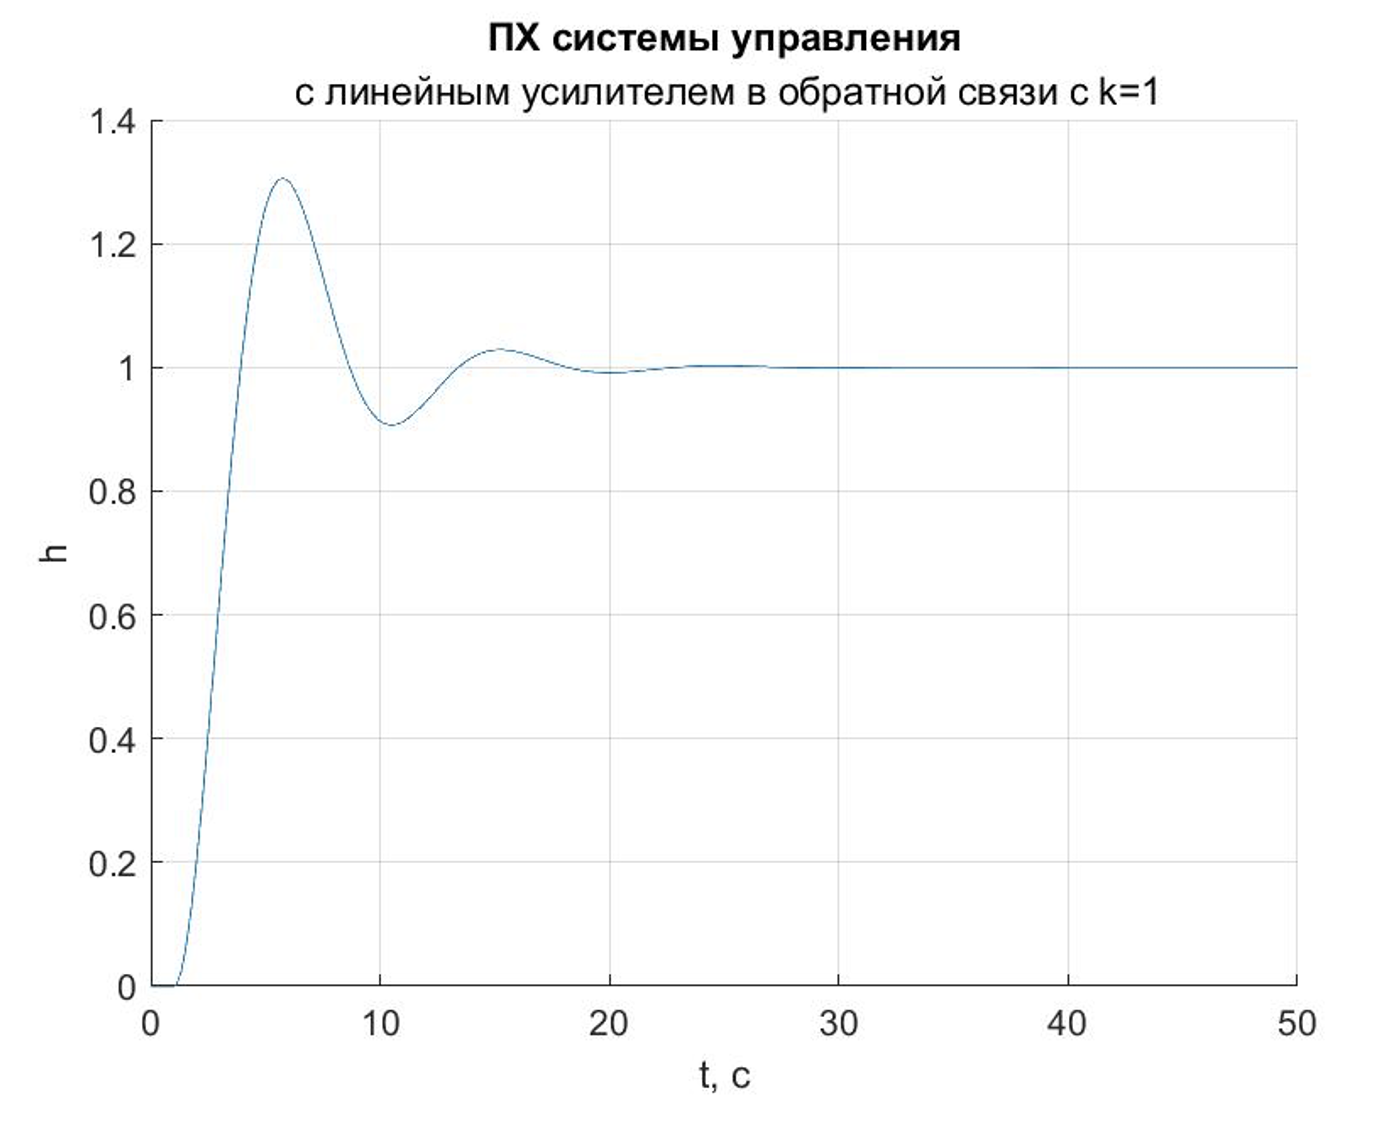 ПХ системы управления
с линейным усилителем в обратной связи с k=1
1.4
1.2
1
0.8
0.6
0.4
0.2
0
h
0 10 20 30 40 50
t, с